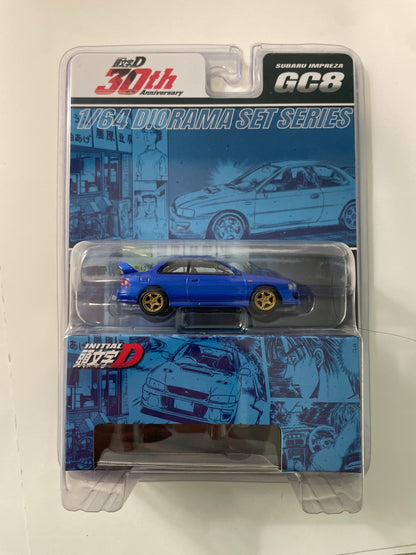 頭文字D
30th
Anniversary
SUBARU IMPREZA
GC8
1/64 DIORAMA SET SERIES
INITIAL
頭文字D